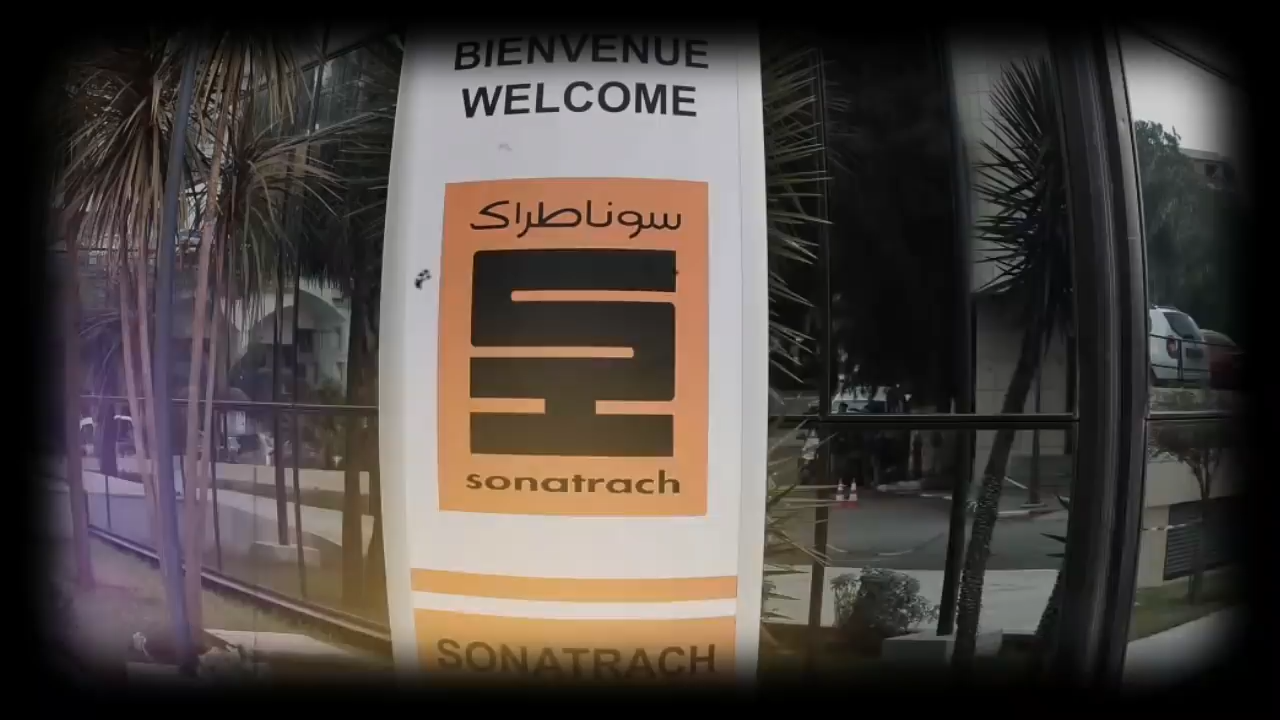 BIENVENUE
WELCOME
سوناطراك
sonatrach
SONATRACH